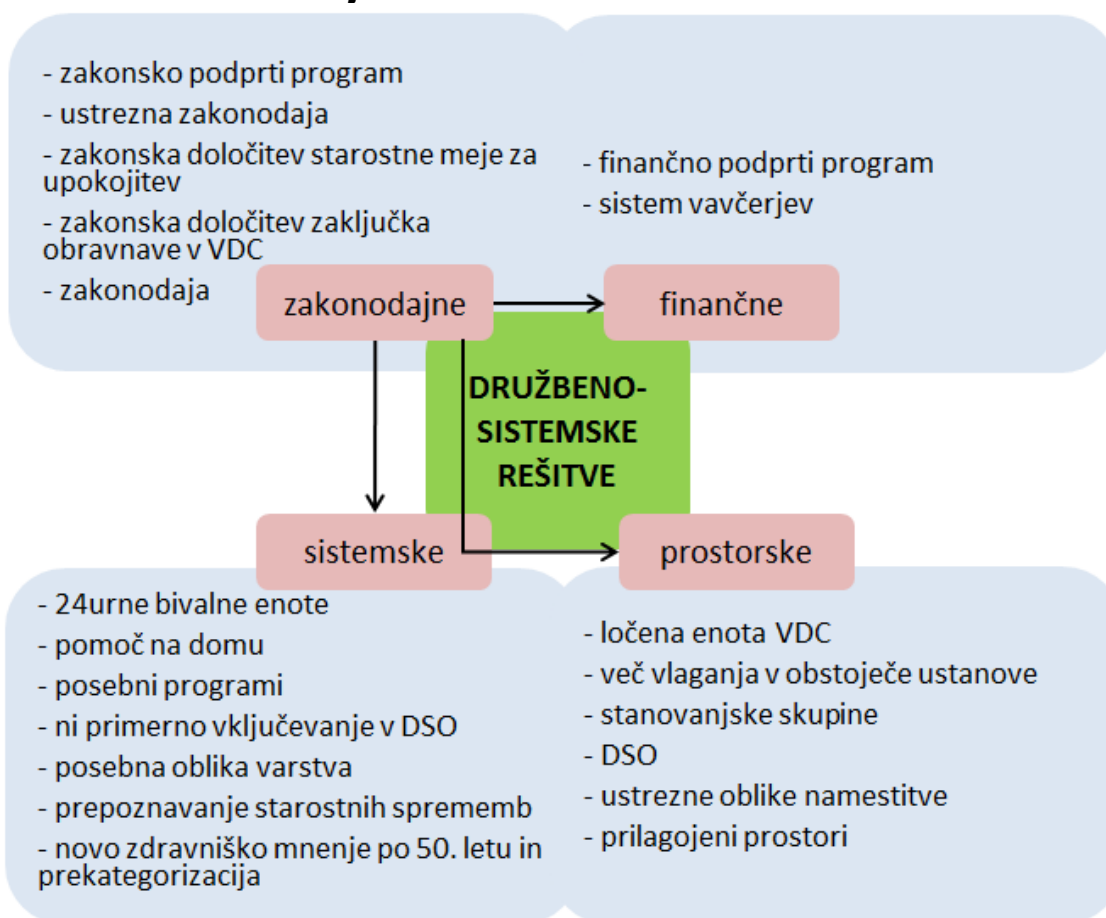 - zakonsko podprti program
- ustrezna zakonodaja
- zakonska določitev starostne meje za
upokojitev
- zakonska določitev zaključka
obravnave v VDC
- zakonodaja
- finančno podprti program
- sistem vavčerjev
zakonodajne
finančne
DRUŽBENO-
SISTEMSKE
REŠITVE
sistemske
prostorske
- 24urne bivalne enote
- pomoč na domu
- posebni programi
- ni primerno vključevanje v DSO
- posebna oblika varstva
- prepoznavanje starostnih sprememb
- novo zdravniško mnenje po 50. letu in
prekategorizacija
- ločena enota VDC
- več vlaganja v obstoječe ustanove
- stanovanjske skupine
- DSO
- ustrezne oblike namestitve
- prilagojeni prostori